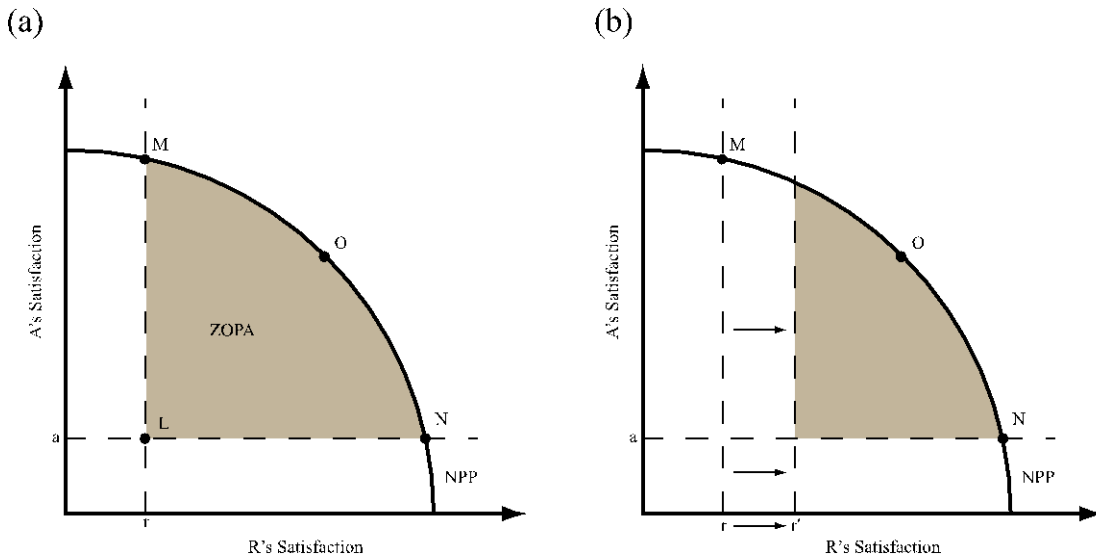 (a)
A's Satisfaction
M
O
ZOPA
L
N
a
NPP
r
R's Satisfaction
(b)
A's Satisfaction
M
O
N
a
NPP
r
r'
R's Satisfaction